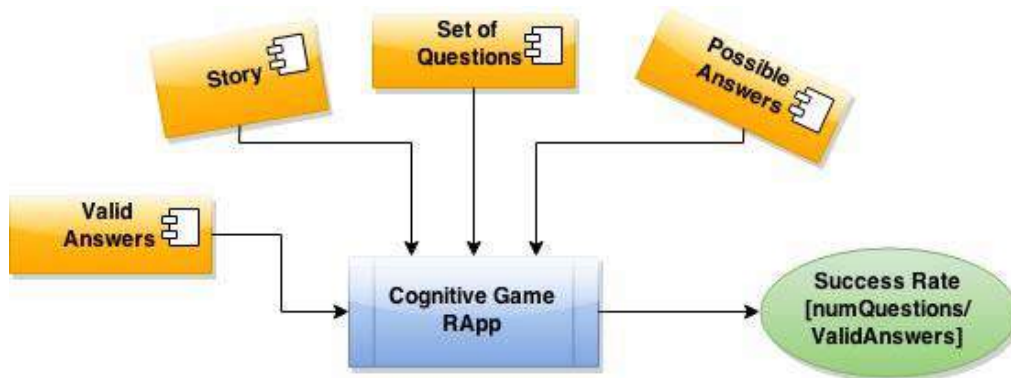 Story
Set of
Questions
Possible
Answers
Valid
Answers
Cognitive Game
RApp
Success Rate
[numQuestions/
ValidAnswers]